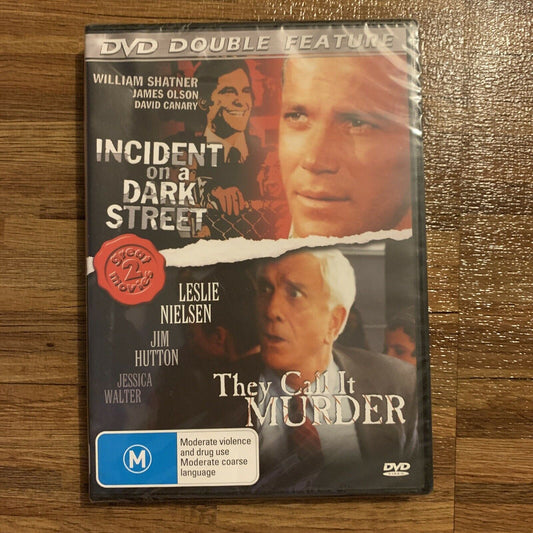 DVD DOUBLE FEATURE
WILLIAM SHATNER
JAMES OLSON
DAVID CANARY
INCIDENT
on a
DARK
STREET
great
2
movies
LESLIE
NIELSEN
JIM
HUTTON
JESSICA
WALTER
They Call It
MURDER
M
Moderate violence
and drug use
Moderate coarse
language
DVD
VIDEO